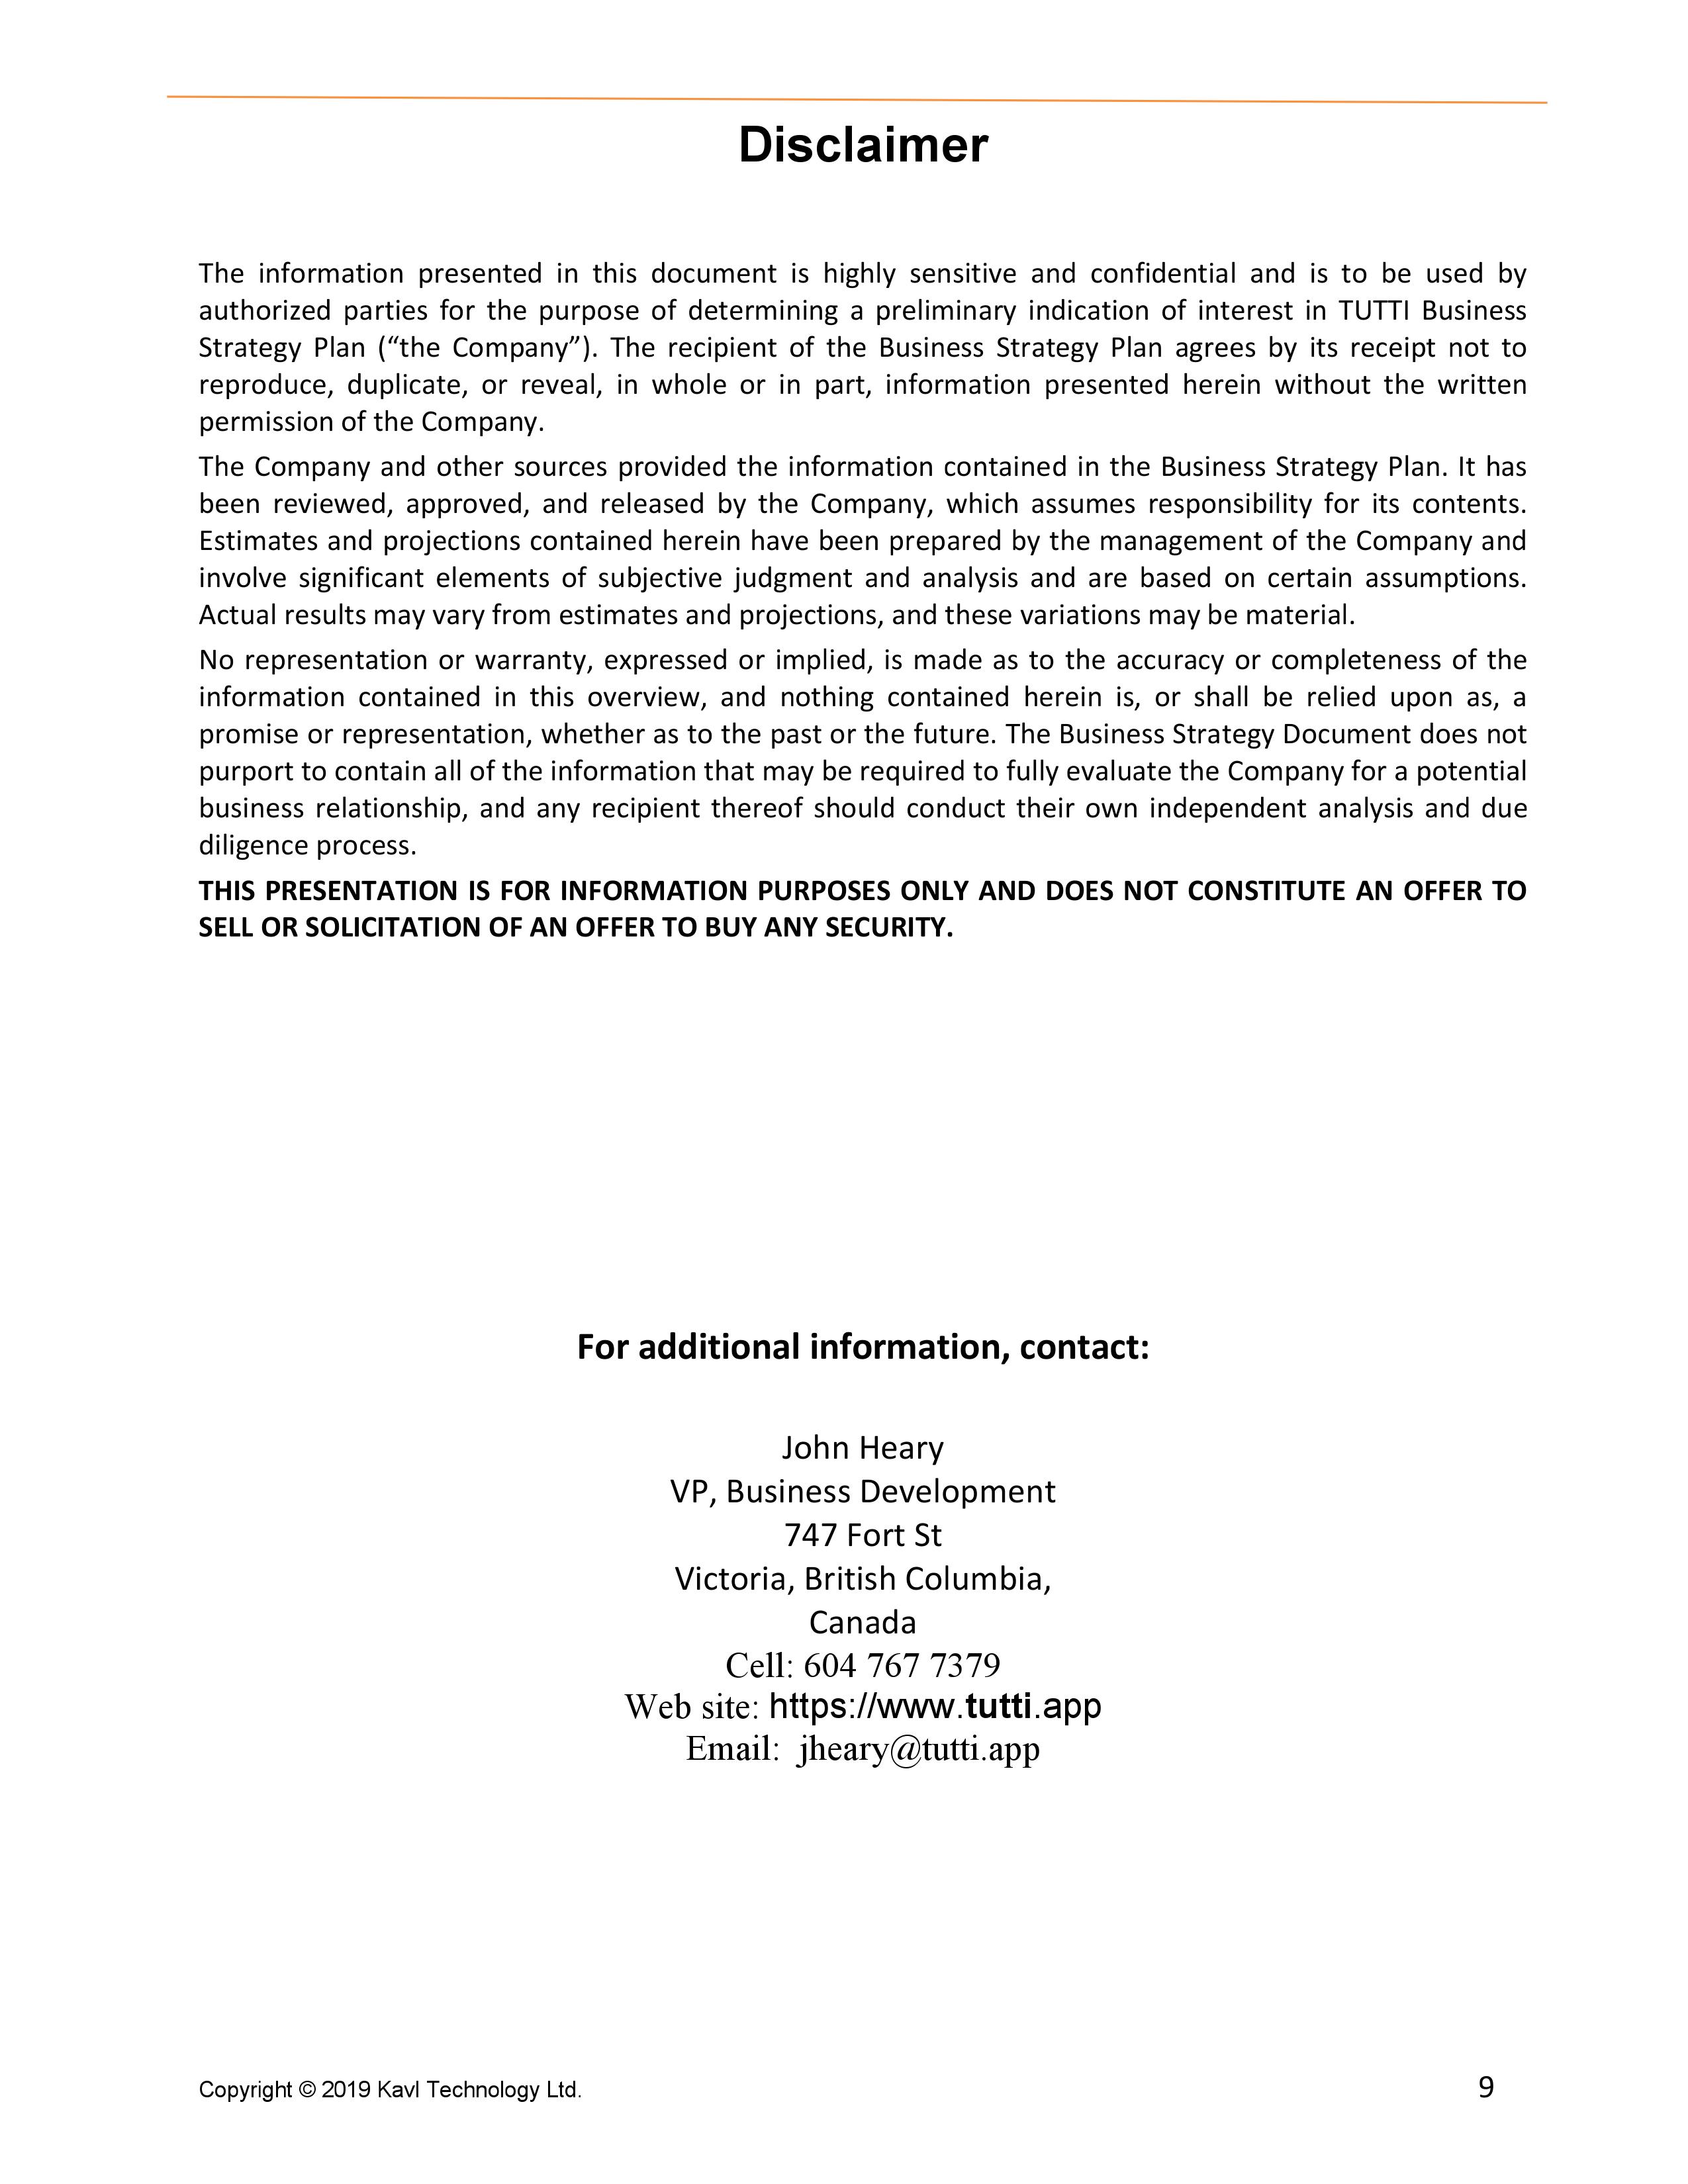 Disclaimer
The information presented in this document is highly sensitive and confidential and is to be used by
authorized parties for the purpose of determining a preliminary indication of interest in TUTTI Business
Strategy Plan (“the Company”). The recipient of the Business Strategy Plan agrees by its receipt not to
reproduce, duplicate, or reveal, in whole or in part, information presented herein without the written
permission of the Company.
The Company and other sources provided the information contained in the Business Strategy Plan. It has
been reviewed, approved, and released by the Company, which assumes responsibility for its contents.
Estimates and projections contained herein have been prepared by the management of the Company and
involve significant elements of subjective judgment and analysis and are based on certain assumptions.
Actual results may vary from estimates and projections, and these variations may be material.
No representation or warranty, expressed or implied, is made as to the accuracy or completeness of the
information contained in this overview, and nothing contained herein is, or shall be relied upon as, a
promise or representation, whether as to the past or the future. The Business Strategy Document does not
purport to contain all of the information that may be required to fully evaluate the Company for a potential
business relationship, and any recipient thereof should conduct their own independent analysis and due
diligence process.
THIS PRESENTATION IS FOR INFORMATION PURPOSES ONLY AND DOES NOT CONSTITUTE AN OFFER TO
SELL OR SOLICITATION OF AN OFFER TO BUY ANY SECURITY.
For additional information, contact:
John Heary
VP, Business Development
747 Fort St
Victoria, British Columbia,
Canada
Cell: 604 767 7379
Web site: https://www.tutti.app
Email: jheary@tutti.app
Copyright © 2019 Kavl Technology Ltd.
9